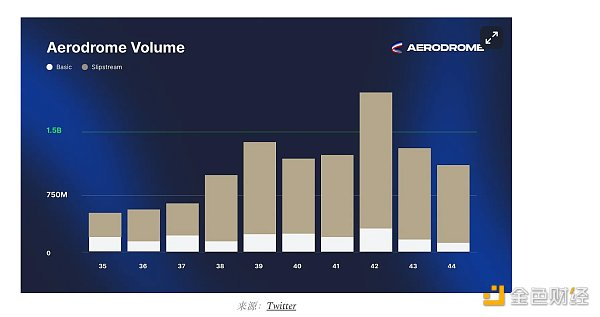 Aerodrome Volume
AERODROME
Basic Slipstream
1.5B
750M
0
35 36 37 38 39 40 41 42 43 44
来源：Twitter
金色财经